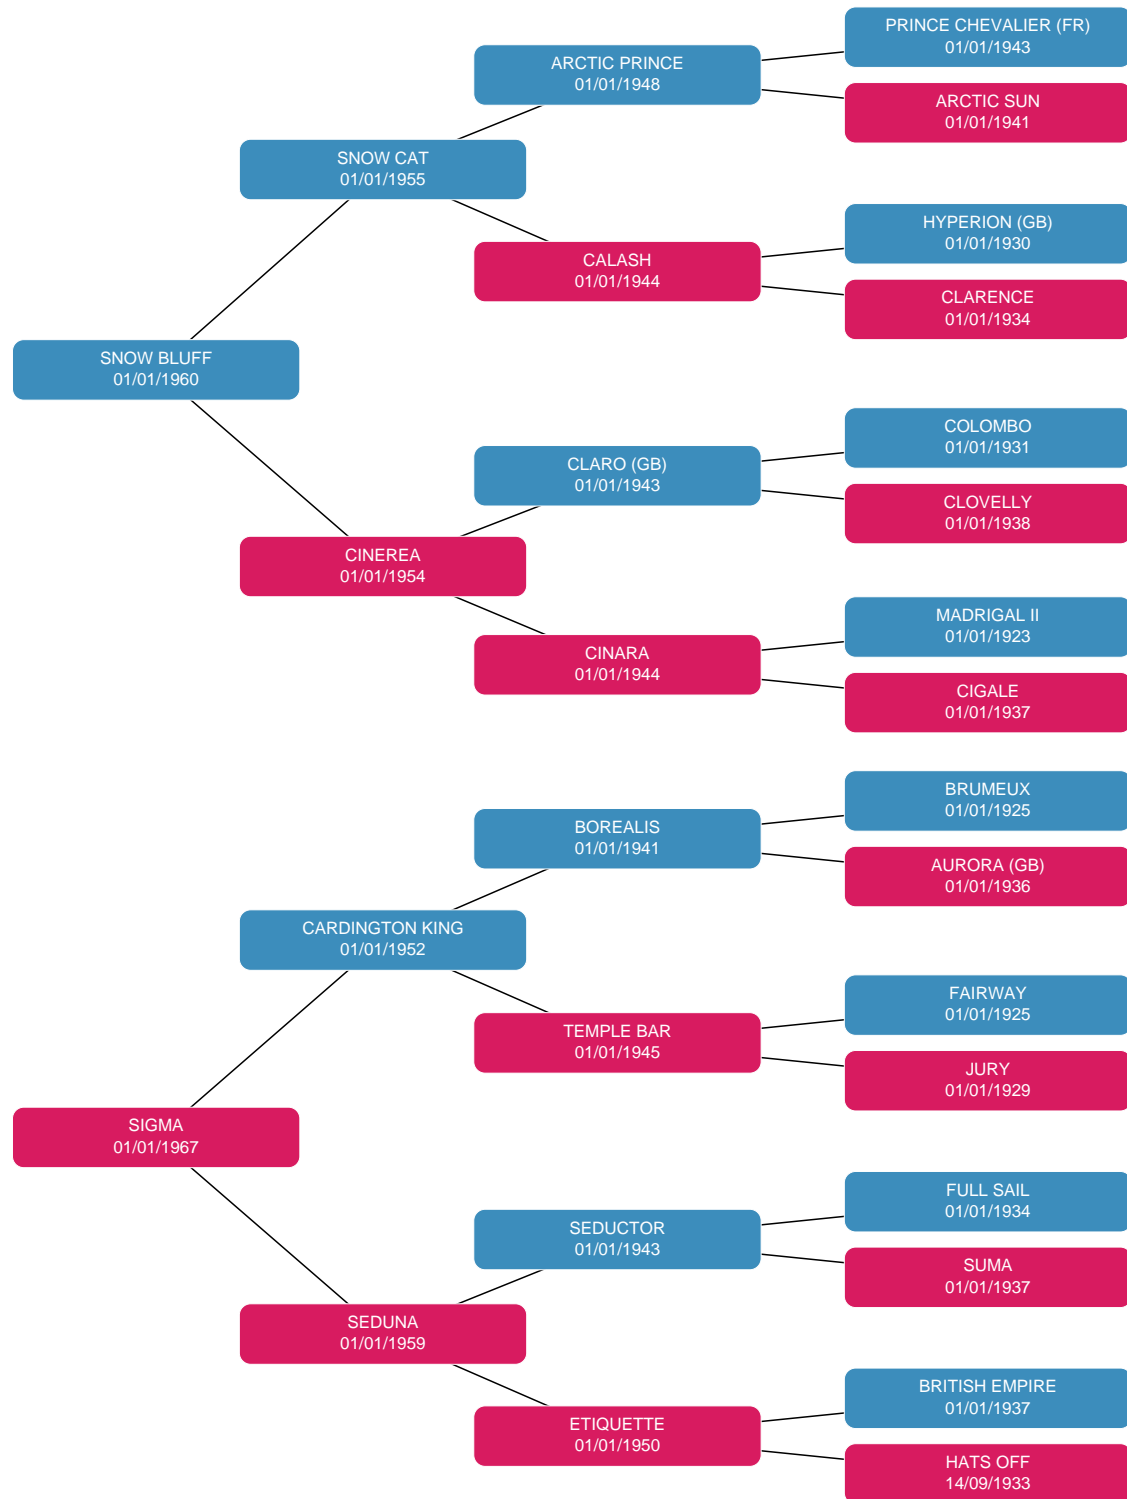 PRINCE CHEVALIER (FR)
01/01/1943
ARCTIC PRINCE
01/01/1948
ARCTIC SUN
01/01/1941
SNOW CAT
01/01/1955
HYPERION (GB)
01/01/1930
CALASH
01/01/1944
CLARENCE
01/01/1934
SNOW BLUFF
01/01/1960
COLOMBO
01/01/1931
CLARO (GB)
01/01/1943
CLOVELLY
01/01/1938
CINEREA
01/01/1954
MADRIGAL II
01/01/1923
CINARA
01/01/1944
CIGALE
01/01/1937
BRUMEUX
01/01/1925
BOREALIS
01/01/1941
AURORA (GB)
01/01/1936
CARDINGTON KING
01/01/1952
FAIRWAY
01/01/1925
TEMPLE BAR
01/01/1945
JURY
01/01/1929
SIGMA
01/01/1967
FULL SAIL
01/01/1934
SEDUCTOR
01/01/1943
SUMA
01/01/1937
SEDUNA
01/01/1959
BRITISH EMPIRE
01/01/1937
ETIQUETTE
01/01/1950
HATS OFF
14/09/1933